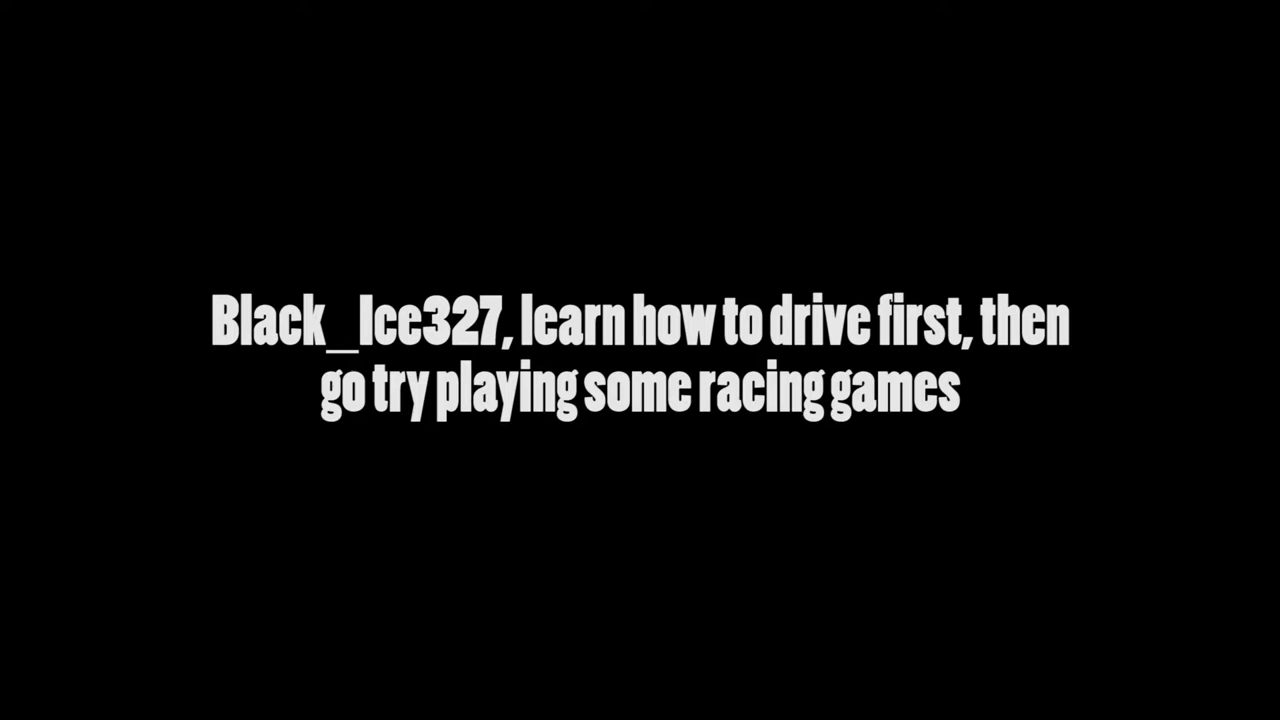 Black_Ice327, learn how to drive first, then
go try playing some racing games